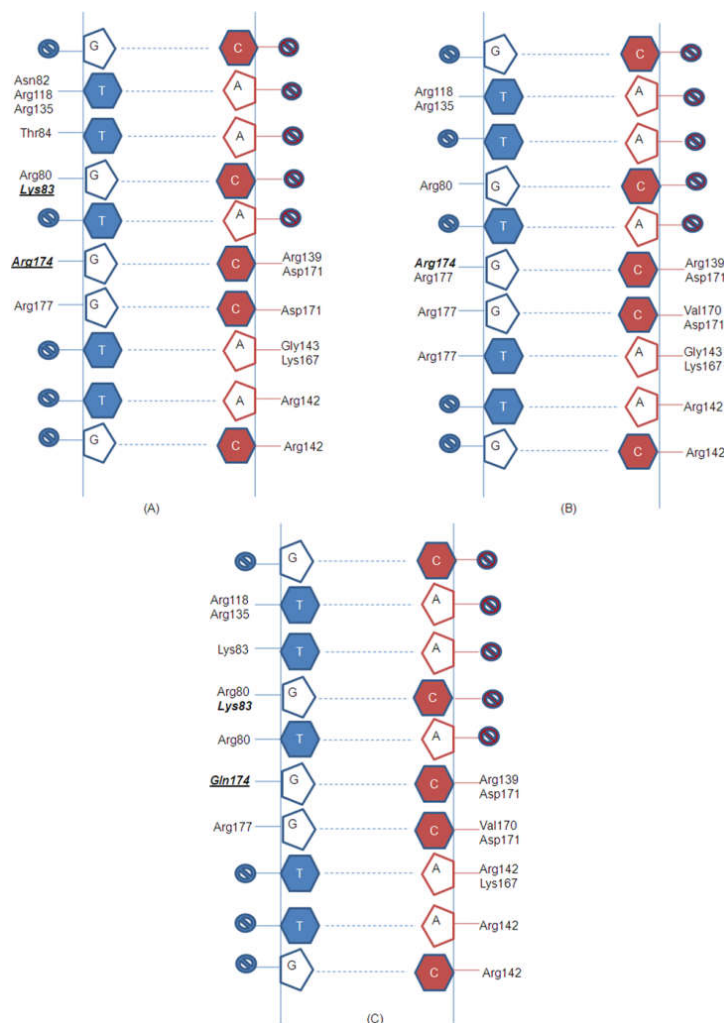 G C
Asn82
Arg118
Arg135
T A
Thr84 T A
Arg80
Lys83
G C
T A
Arg174 G C Arg139
Asp171
Arg177 G C Asp171
T A Gly143
Lys167
T A Arg142
G C Arg142
(A)
G C
Arg118
Arg135
T A
T A
Arg80 G C
T A
Arg174
Arg177
G C Arg139
Asp171
Arg177 G C Val170
Asp171
Arg177 T A Gly143
Lys167
T A Arg142
G C Arg142
(B)
G C
Arg118
Arg135
T A
Lys83 T A
Arg80
Lys83
G C
Arg80 T A
Gln174 G C Arg139
Asp171
Arg177 G C Val170
Asp171
T A Arg142
Lys167
T A Arg142
G C Arg142
(C)